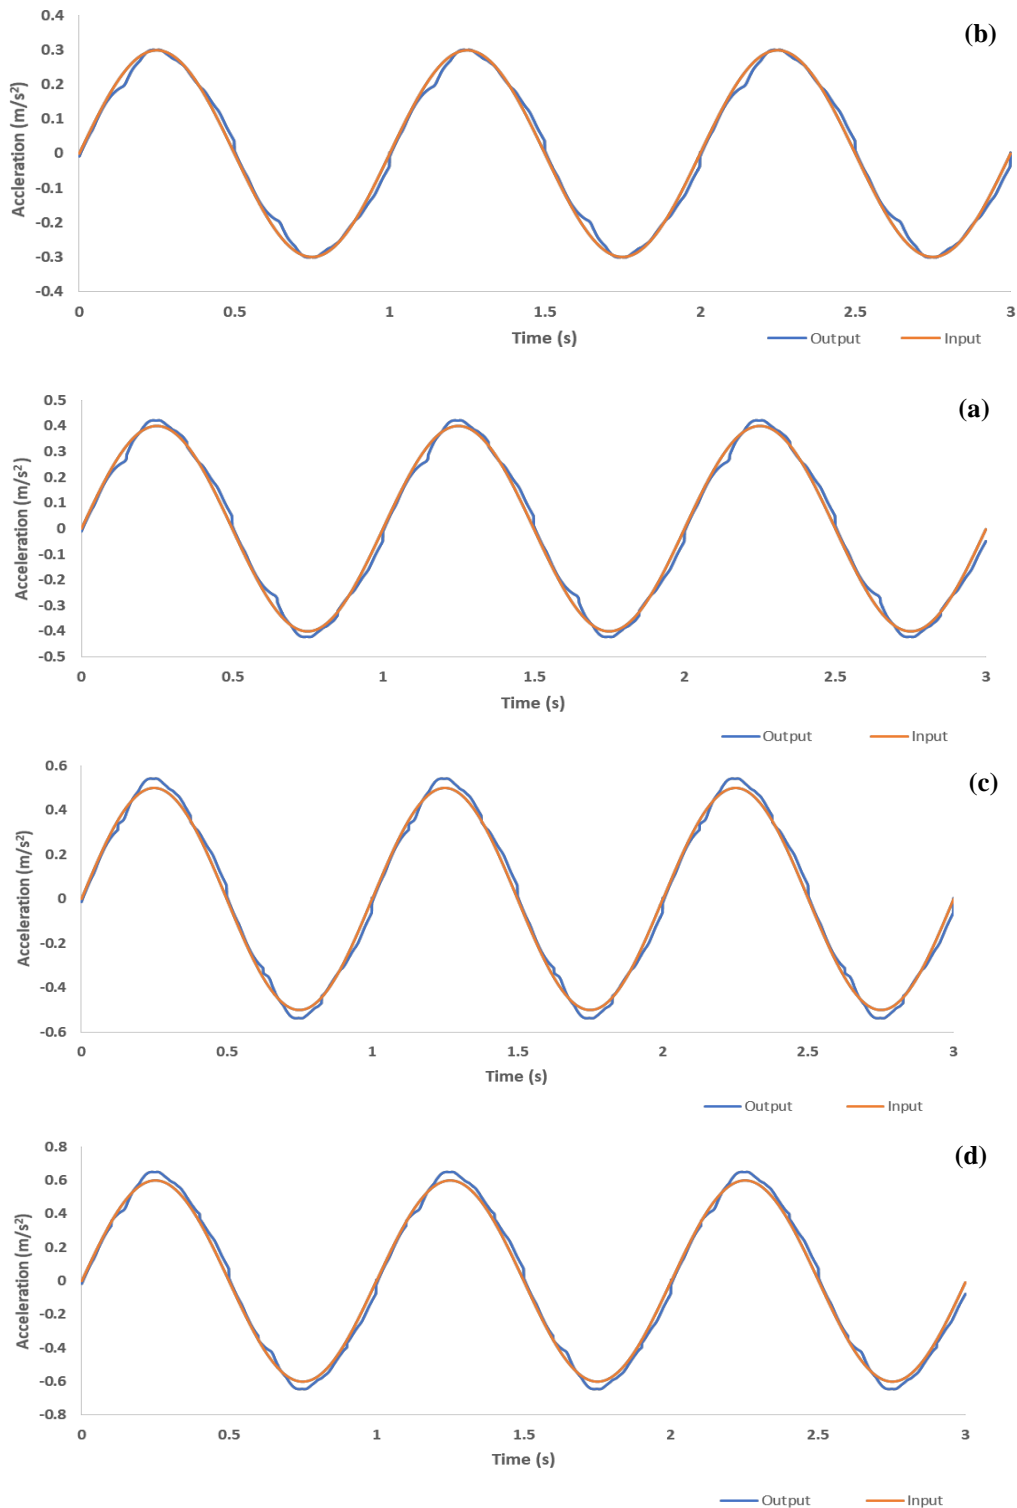 (b)
Accleration (m/s²)
0.4
0.3
0.2
0.1
0
-0.1
-0.2
-0.3
-0.4
0 0.5 1 1.5 2 2.5 3
Time (s)
Output Input
(a)
Acceleration (m/s²)
0.5
0.4
0.3
0.2
0.1
0
-0.1
-0.2
-0.3
-0.4
-0.5
0 0.5 1 1.5 2 2.5 3
Time (s)
Output Input
(c)
Acceleration (m/s²)
0.6
0.4
0.2
0
-0.2
-0.4
-0.6
0 0.5 1 1.5 2 2.5 3
Time (s)
Output Input
(d)
Acceleration (m/s²)
0.8
0.6
0.4
0.2
0
-0.2
-0.4
-0.6
-0.8
0 0.5 1 1.5 2 2.5 3
Time (s)
Output Input